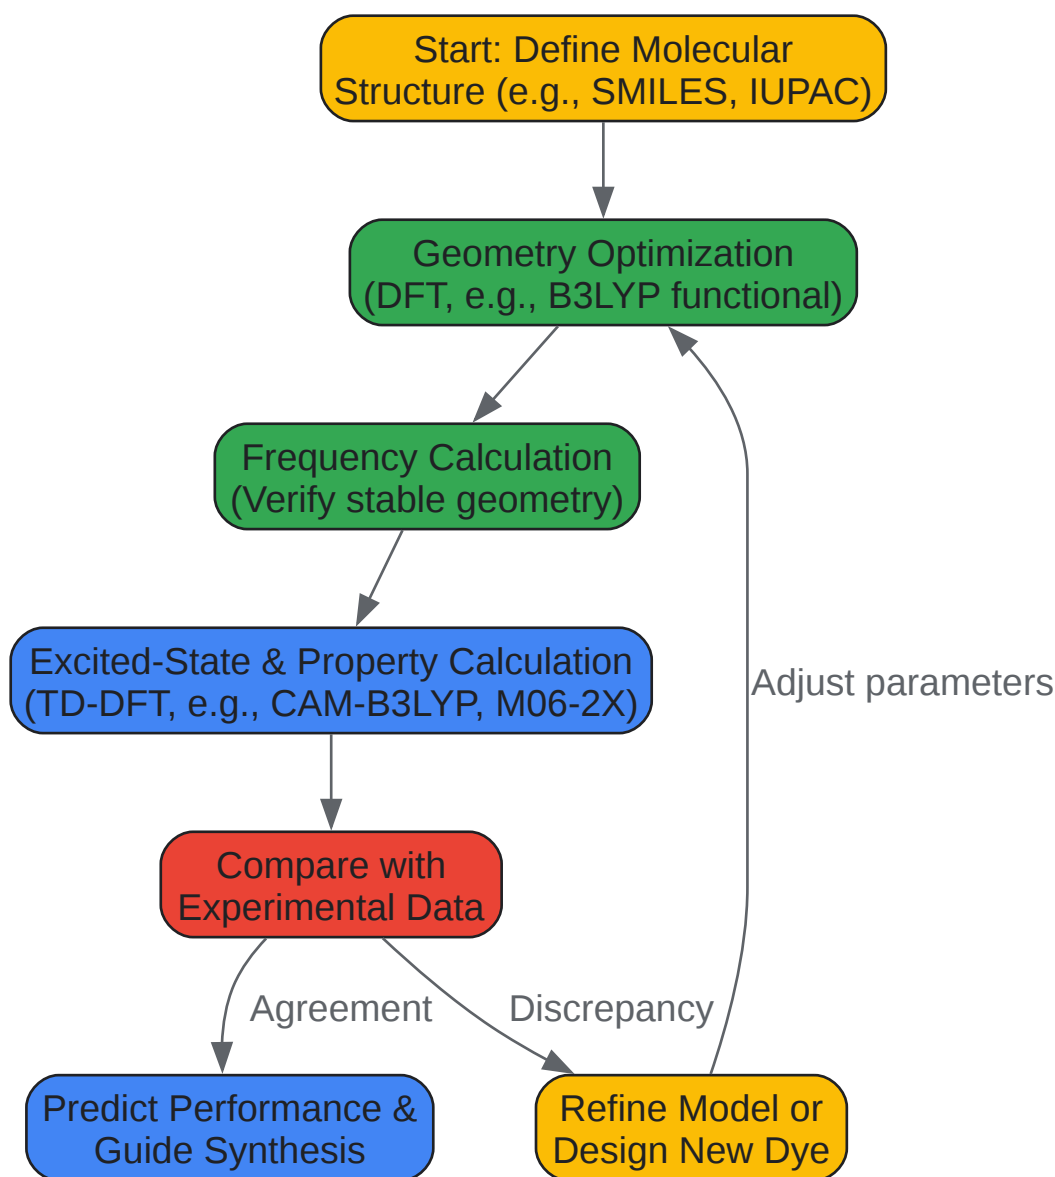 Start: Define Molecular
Structure (e.g., SMILES, IUPAC)
Geometry Optimization
(DFT, e.g., B3LYP functional)
Frequency Calculation
(Verify stable geometry)
Excited-State & Property Calculation
(TD-DFT, e.g., CAM-B3LYP, M06-2X)
Adjust parameters
Compare with
Experimental Data
Agreement
Discrepancy
Predict Performance &
Guide Synthesis
Refine Model or
Design New Dye